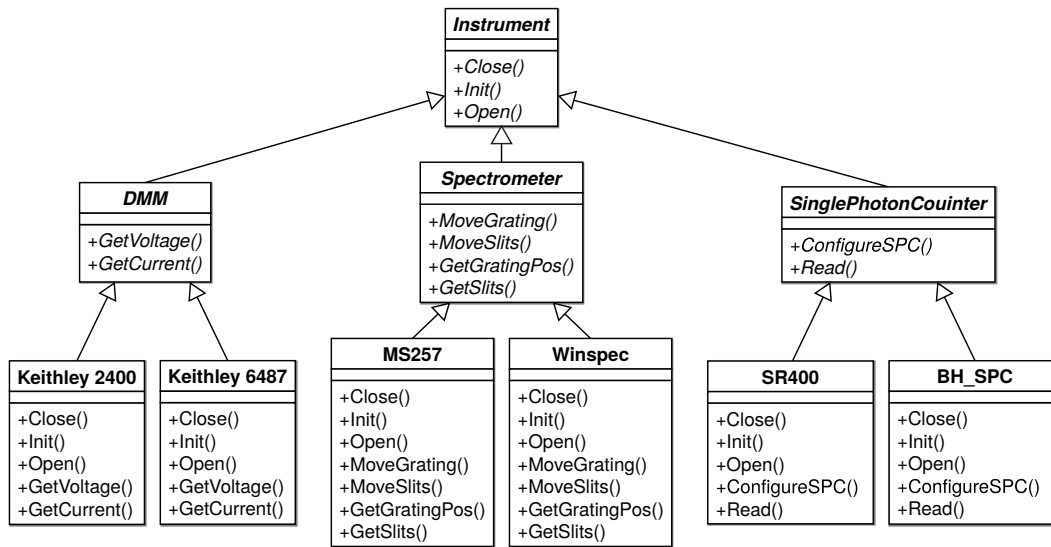 Instrument
+Close()
+Init()
+Open()
DMM
+GetVoltage()
+GetCurrent()
Spectrometer
+MoveGrating()
+MoveSlits()
+GetGratingPos()
+GetSlits()
SinglePhotonCouinter
+ConfigureSPC()
+Read()
Keithley 2400
+Close()
+Init()
+Open()
+GetVoltage()
+GetCurrent()
Keithley 6487
+Close()
+Init()
+Open()
+GetVoltage()
+GetCurrent()
MS257
+Close()
+Init()
+Open()
+MoveGrating()
+MoveSlits()
+GetGratingPos()
+GetSlits()
Winspec
+Close()
+Init()
+Open()
+MoveGrating()
+MoveSlits()
+GetGratingPos()
+GetSlits()
SR400
+Close()
+Init()
+Open()
+ConfigureSPC()
+Read()
BH_SPC
+Close()
+Init()
+Open()
+ConfigureSPC()
+Read()